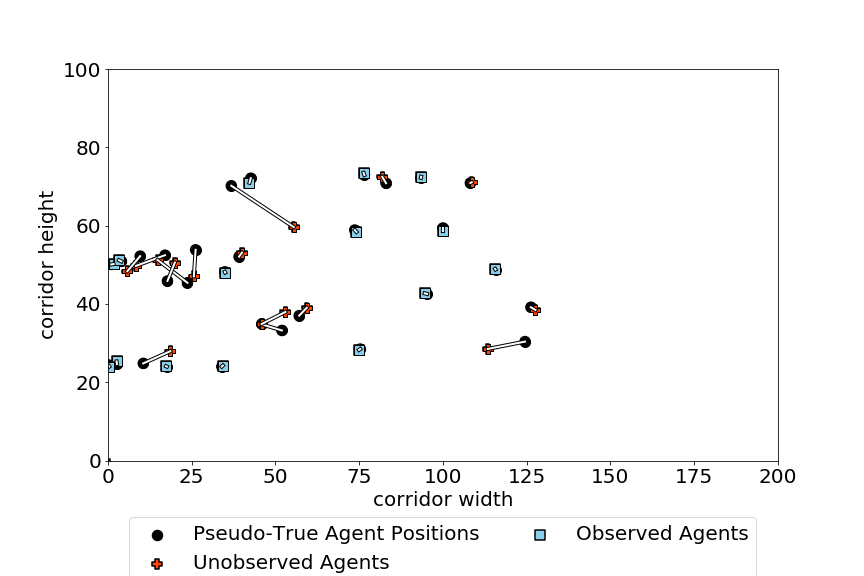 100
80
60
40
20
0
corridor height
0 25 50 75 100 125 150 175 200
corridor width
Pseudo-True Agent Positions Observed Agents
Unobserved Agents